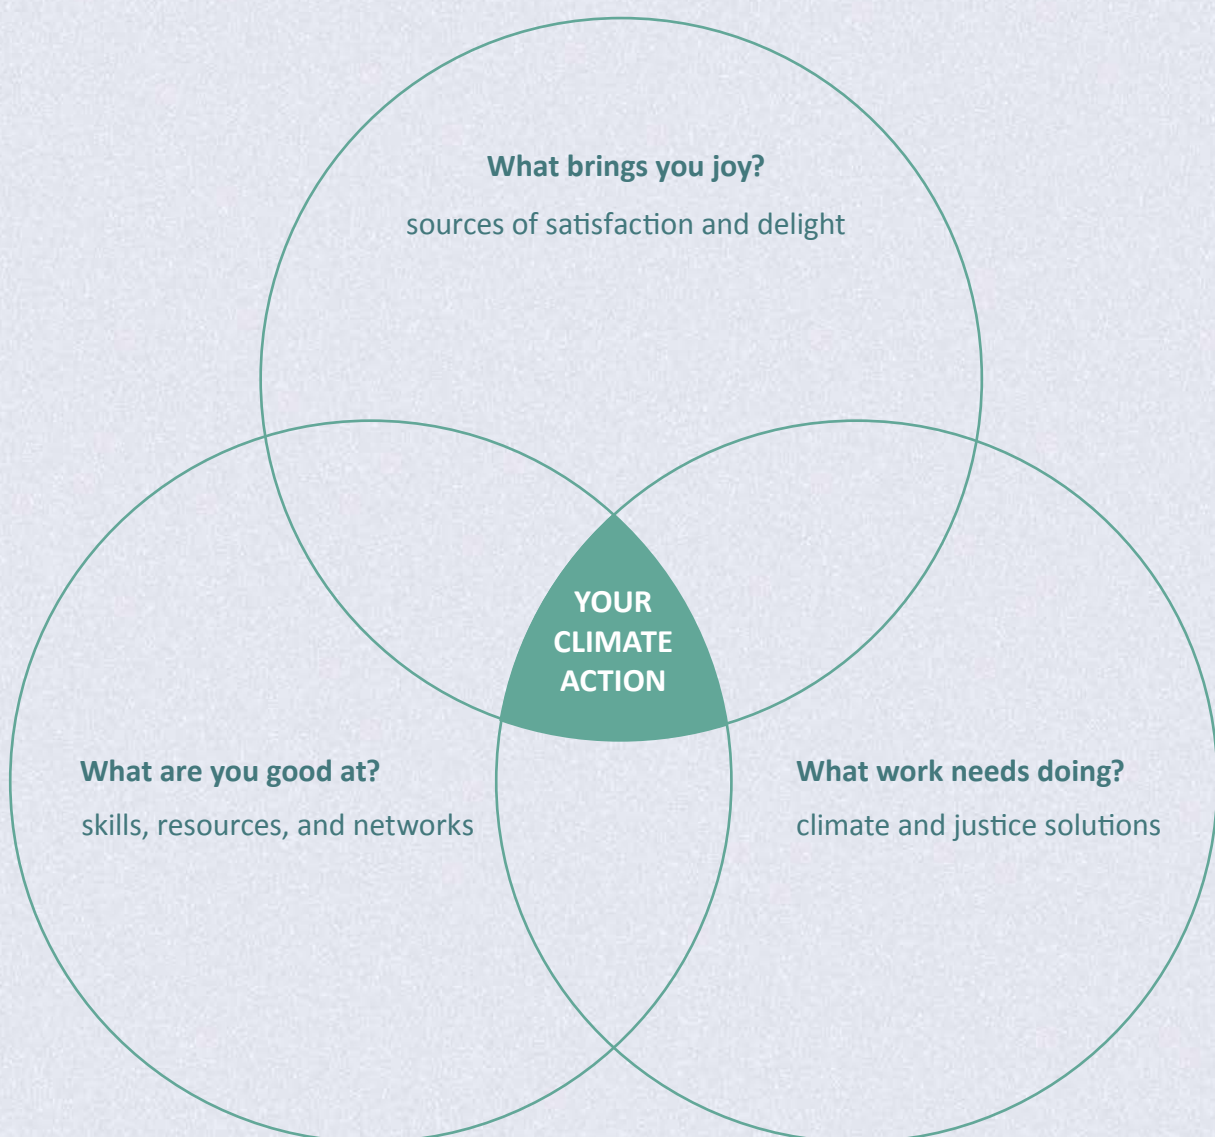 What brings you joy?
sources of satisfaction and delight
YOUR
CLIMATE
ACTION
What are you good at?
skills, resources, and networks
What work needs doing?
climate and justice solutions